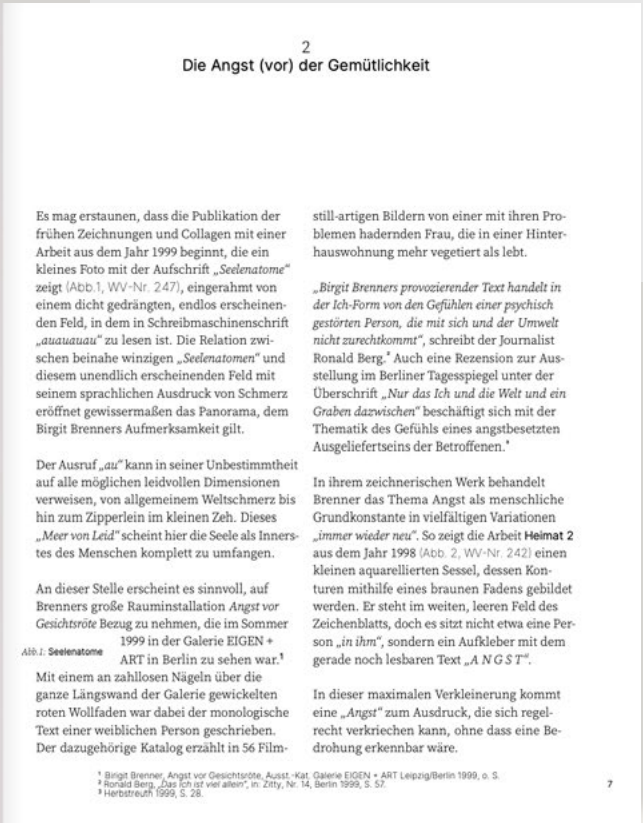 2
Die Angst (vor) der Gemütlichkeit
Es mag erstaunen, dass die Publikation der
frühen Zeichnungen und Collagen mit einer
Arbeit aus dem Jahr 1999 beginnt, die ein
kleines Foto mit der Aufschrift „Seelenatome“
zeigt (Abb.1, WV-Nr. 247), eingerahmt von
einem dicht gedrängten, endlos erscheinen-
den Feld, in dem in Schreibmaschinenschrift
„auauauau“ zu lesen ist. Die Relation zwi-
schen beinahe winzigen „Seelenatomen“ und
diesem unendlich erscheinenden Feld mit
seinem sprachlichen Ausdruck von Schmerz
eröffnet gewissermaßen das Panorama, dem
Birgit Brenners Aufmerksamkeit gilt.
Der Ausruf „au“ kann in seiner Unbestimmtheit
auf alle möglichen leidvollen Dimensionen
verweisen, von allgemeinem Weltschmerz bis
hin zum Zipperlein im kleinen Zeh. Dieses
„Meer von Leid“ scheint hier die Seele als Inners-
tes des Menschen komplett zu umfangen.
An dieser Stelle erscheint es sinnvoll, auf
Brenners große Rauminstallation Angst vor
Gesichtsröte Bezug zu nehmen, die im Sommer
1999 in der Galerie EIGEN +
Abb.1: Seelenatome
ART in Berlin zu sehen war.¹
Mit einem an zahllosen Nägeln über die
ganze Längswand der Galerie gewickelten
roten Wollfaden war dabei der monologische
Text einer weiblichen Person geschrieben.
Der dazugehörige Katalog erzählt in 56 Film-
still-artigen Bildern von einer mit ihren Pro-
blemen hadernden Frau, die in einer Hinter-
hauswohnung mehr vegetiert als lebt.
„Birgit Brenners provozierender Text handelt in
der Ich-Form von den Gefühlen einer psychisch
gestörten Person, die mit sich und der Umwelt
nicht zurechtkommt“, schreibt der Journalist
Ronald Berg.² Auch eine Rezension zur Aus-
stellung im Berliner Tagesspiegel unter der
Überschrift „Nur das Ich und die Welt und ein
Graben dazwischen“ beschäftigt sich mit der
Thematik des Gefühls eines angstbesetzten
Ausgeliefertseins der Betroffenen.³
In ihrem zeichnerischen Werk behandelt
Brenner das Thema Angst als menschliche
Grundkonstante in vielfältigen Variationen
„immer wieder neu“. So zeigt die Arbeit Heimat 2
aus dem Jahr 1998 (Abb. 2, WV-Nr. 242) einen
kleinen aquarellierten Sessel, dessen Kon-
turen mithilfe eines braunen Fadens gebildet
werden. Er steht im weiten, leeren Feld des
Zeichenblatts, doch es sitzt nicht etwa eine Per-
son „in ihm“, sondern ein Aufkleber mit dem
gerade noch lesbaren Text „A N G S T“.
In dieser maximalen Verkleinerung kommt
eine „Angst“ zum Ausdruck, die sich regel-
recht verkriechen kann, ohne dass eine Be-
drohung erkennbar wäre.
¹ Birgit Brenner, Angst vor Gesichtsröte, Ausst.-Kat. Galerie EIGEN + ART Leipzig/Berlin 1999, o. S.
² Ronald Berg, „Das Ich ist viel allein“, in: Zitty, Nr. 14, Berlin 1999, S. 57.
³ Herbstreuth 1999, S. 28.
7